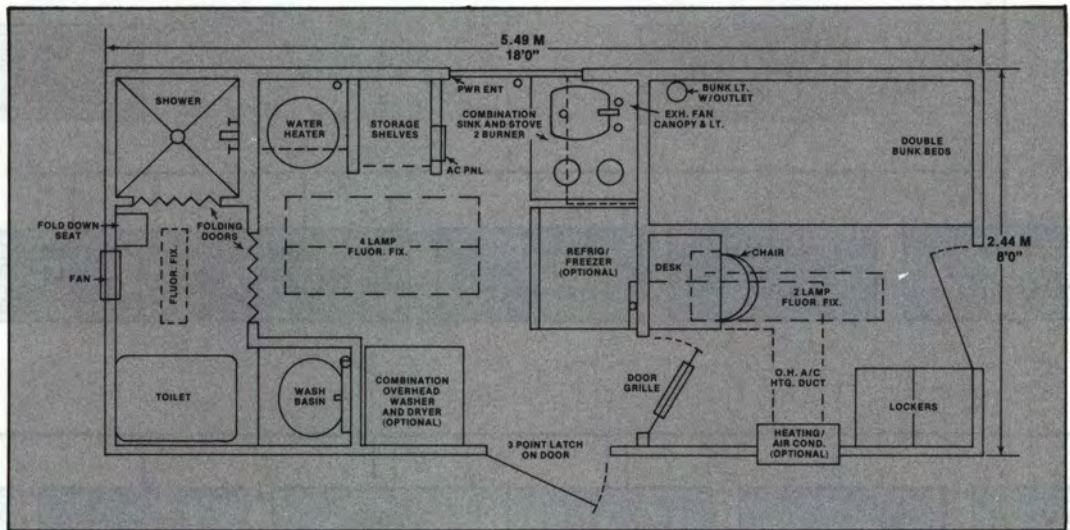 5.49 M
18'0"
SHOWER
WATER
HEATER
STORAGE
SHELVES
PWR ENT
COMBINATION
SINK AND STOVE
2 BURNER
EXH. FAN
CANOPY & LT.
BUNK LT.
W/OUTLET
DOUBLE
BUNK BEDS
AC PNL
FOLD DOWN
SEAT
FOLDING
DOORS
FAN
FLUOR. FIX.
4 LAMP
FLUOR. FIX.
REFRIG/
FREEZER
(OPTIONAL)
DESK
CHAIR
2 LAMP
FLUOR. FIX.
2.44 M
8'0"
TOILET
WASH
BASIN
COMBINATION
OVERHEAD
WASHER
AND DRYER
(OPTIONAL)
DOOR
GRILLE
O.H. A/C
HTG. DUCT
LOCKERS
3 POINT LATCH
ON DOOR
HEATING/
AIR COND.
(OPTIONAL)